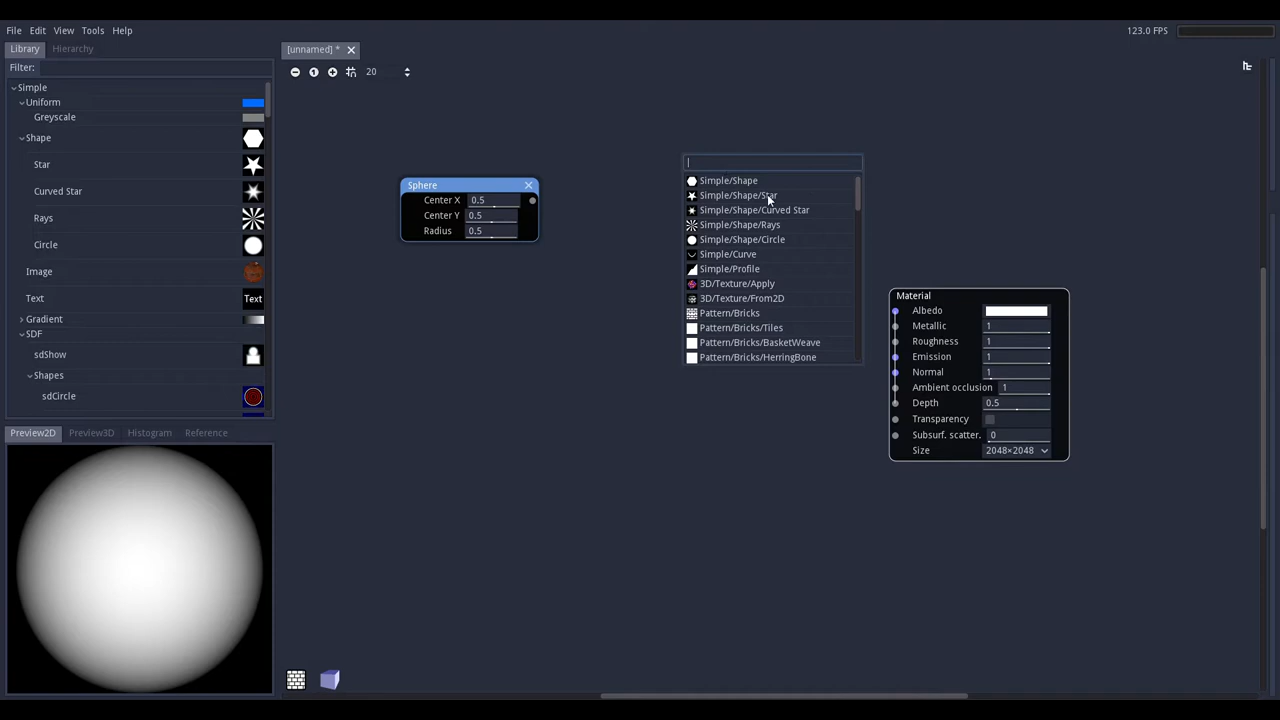 File Edit View Tools Help
123.0 FPS
Library Hierarchy
[unnamed] *
Filter:
20
Simple
Uniform
Greyscale
Shape
Star
Curved Star
Rays
Circle
Image
Text
Text
Gradient
SDF
sdShow
Shapes
sdCircle
Preview2D Preview3D Histogram Reference
Sphere
Center X 0.5
Center Y 0.5
Radius 0.5
Simple/Shape
Simple/Shape/Star
Simple/Shape/Curved Star
Simple/Shape/Rays
Simple/Shape/Circle
Simple/Curve
Simple/Profile
3D/Texture/Apply
3D/Texture/From2D
Pattern/Bricks
Pattern/Bricks/Tiles
Pattern/Bricks/BasketWeave
Pattern/Bricks/HerringBone
Material
Albedo
Metallic 1
Roughness 1
Emission 1
Normal 1
Ambient occlusion 1
Depth 0.5
Transparency
Subsurf. scatter. 0
Size 2048×2048